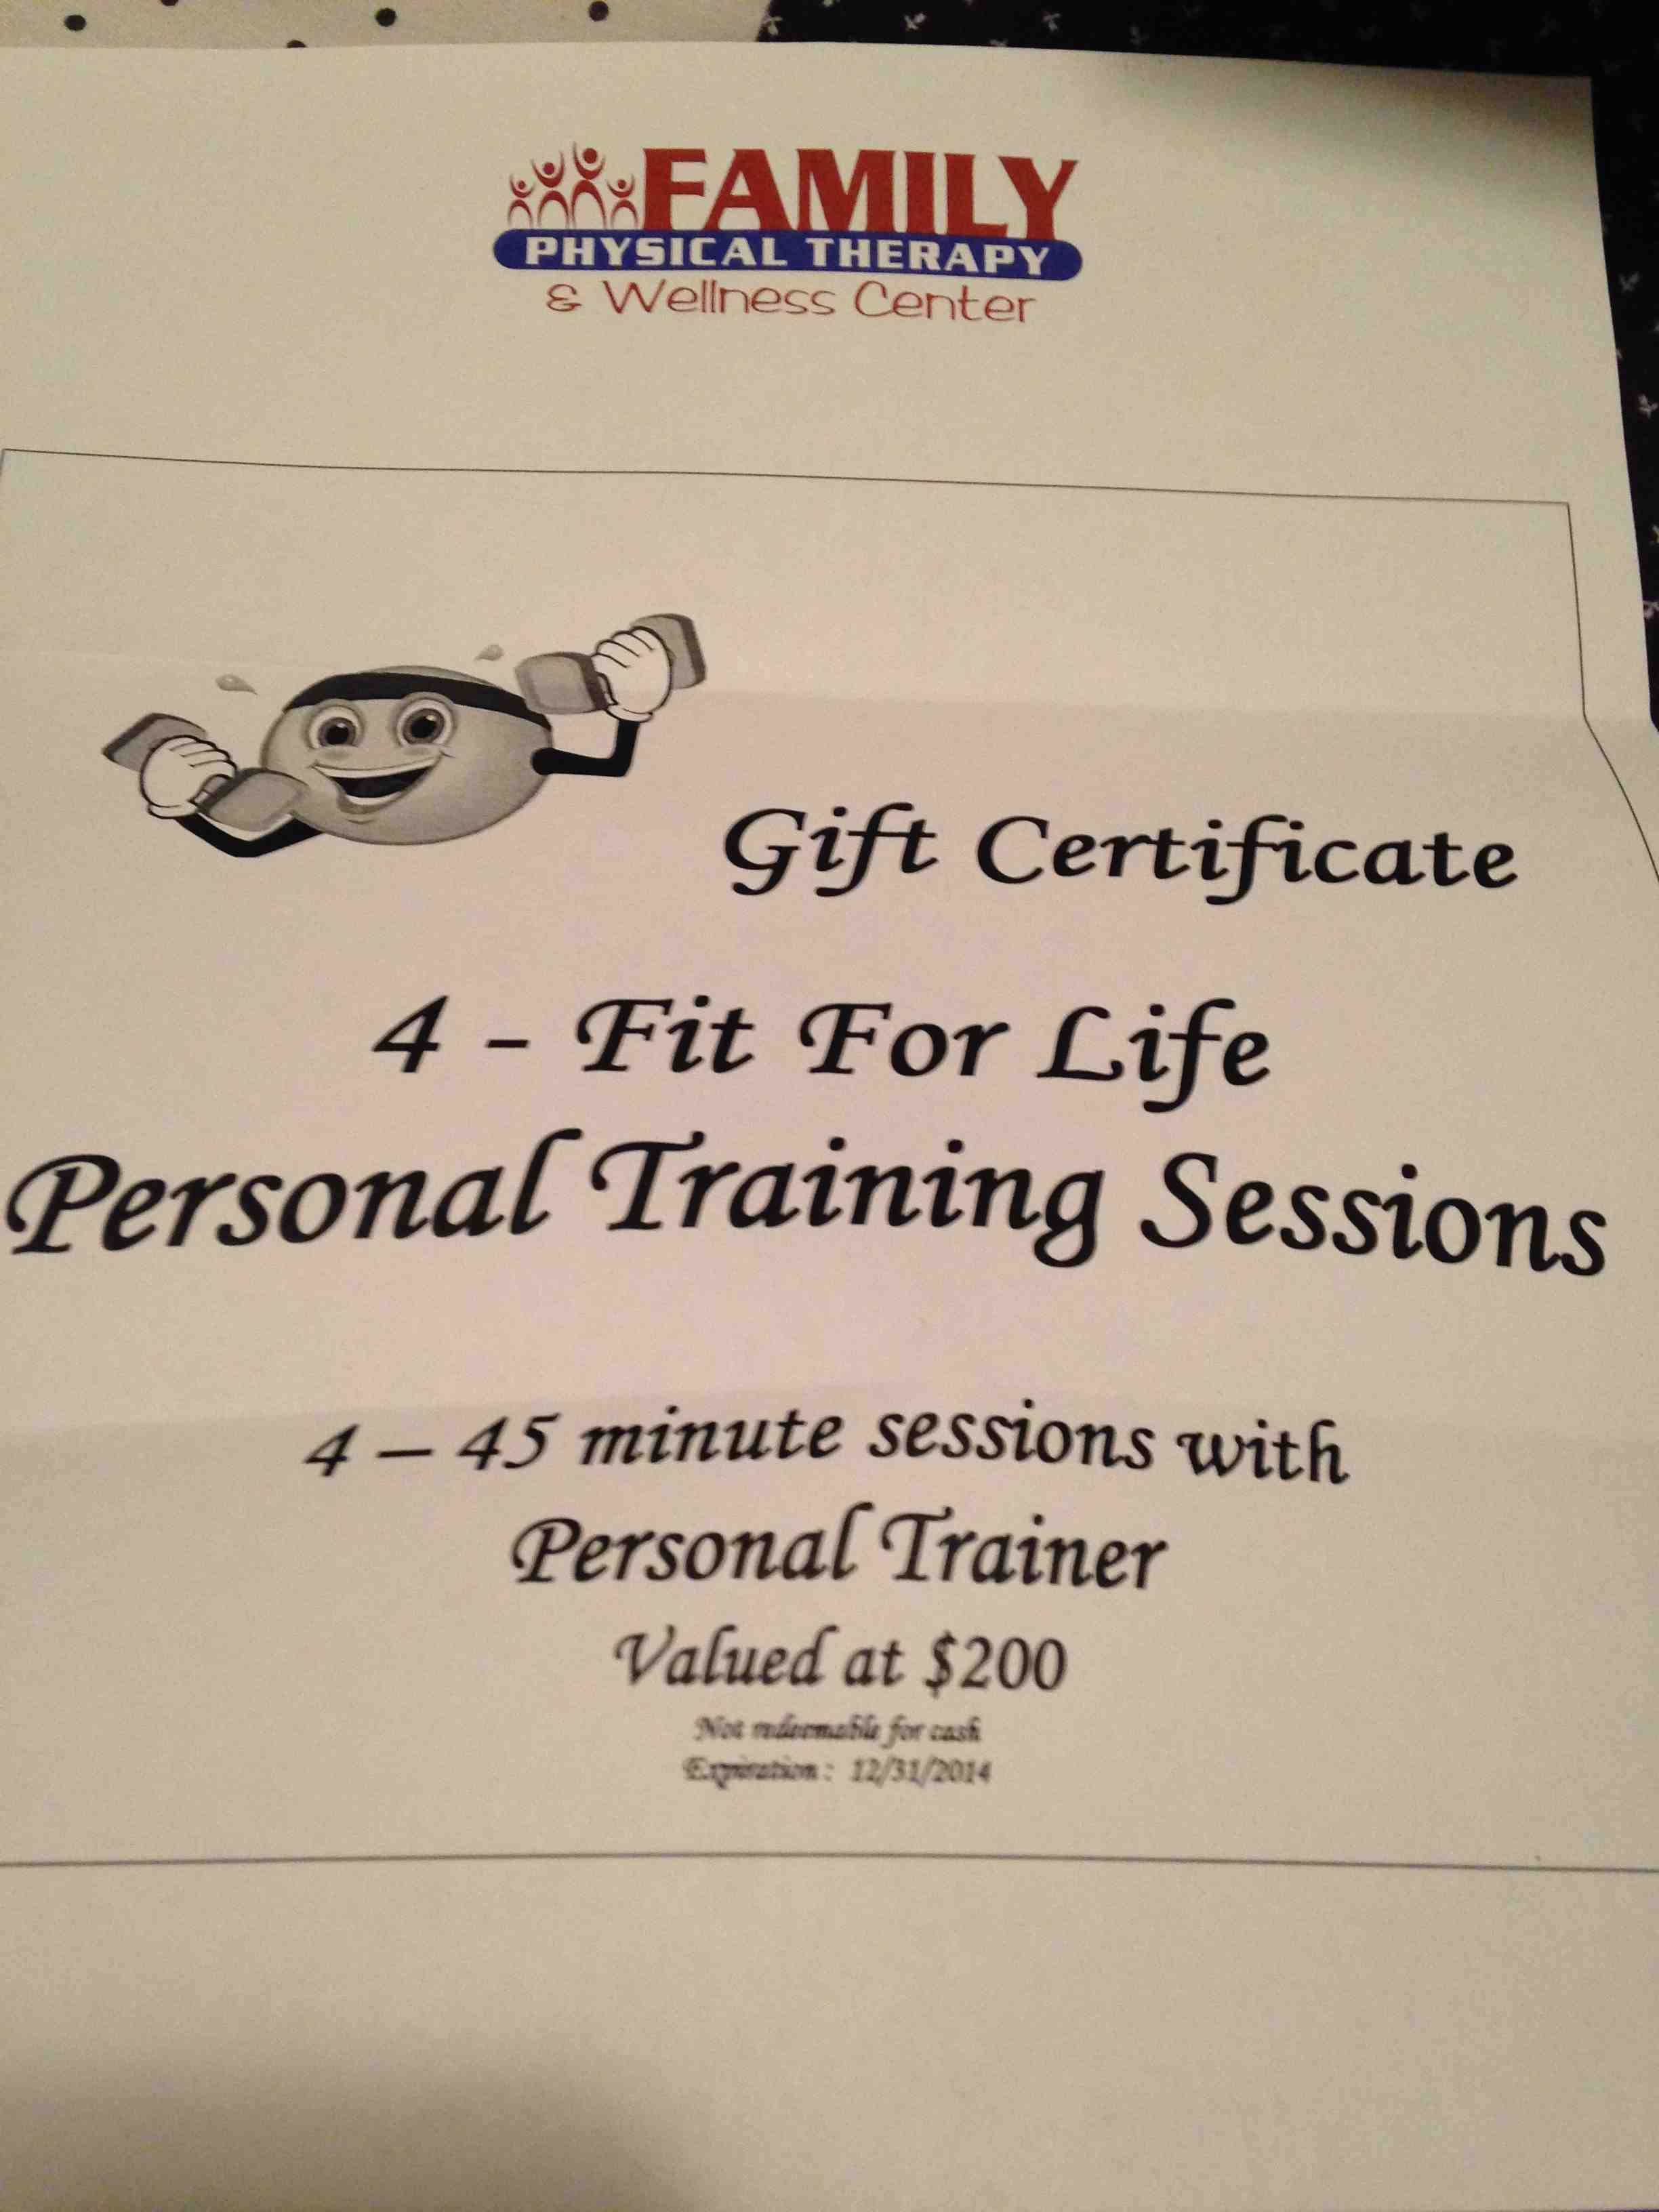 FAMILY
PHYSICAL THERAPY
& Wellness Center
Gift Certificate
4 - Fit For Life
Personal Training Sessions
4 – 45 minute sessions with
Personal Trainer
Valued at $200
Not redeemable for cash
Expiration: 12/31/2014